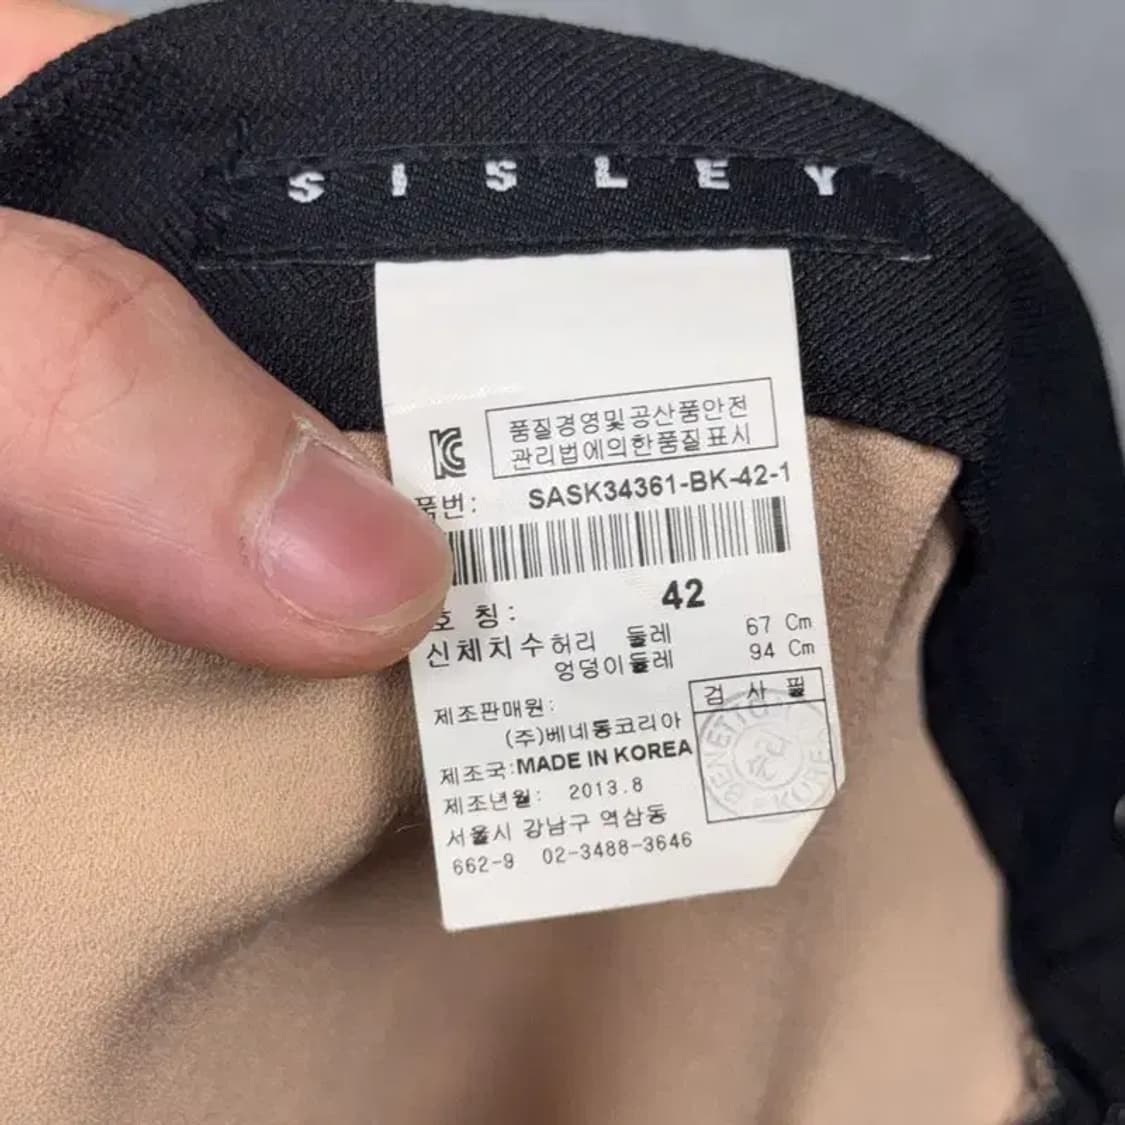 SISLEY
품질경영및공산품안전
관리법에의한품질표시
품번: SASK34361-BK-42-1
호칭: 42
신체치수허리 둘레 67 Cm
엉덩이둘레 94 Cm
검사필
제조판매원:
(주)베네통코리아
제조국:MADE IN KOREA
제조년월: 2013.8
서울시 강남구 역삼동
662-9 02-3488-3646